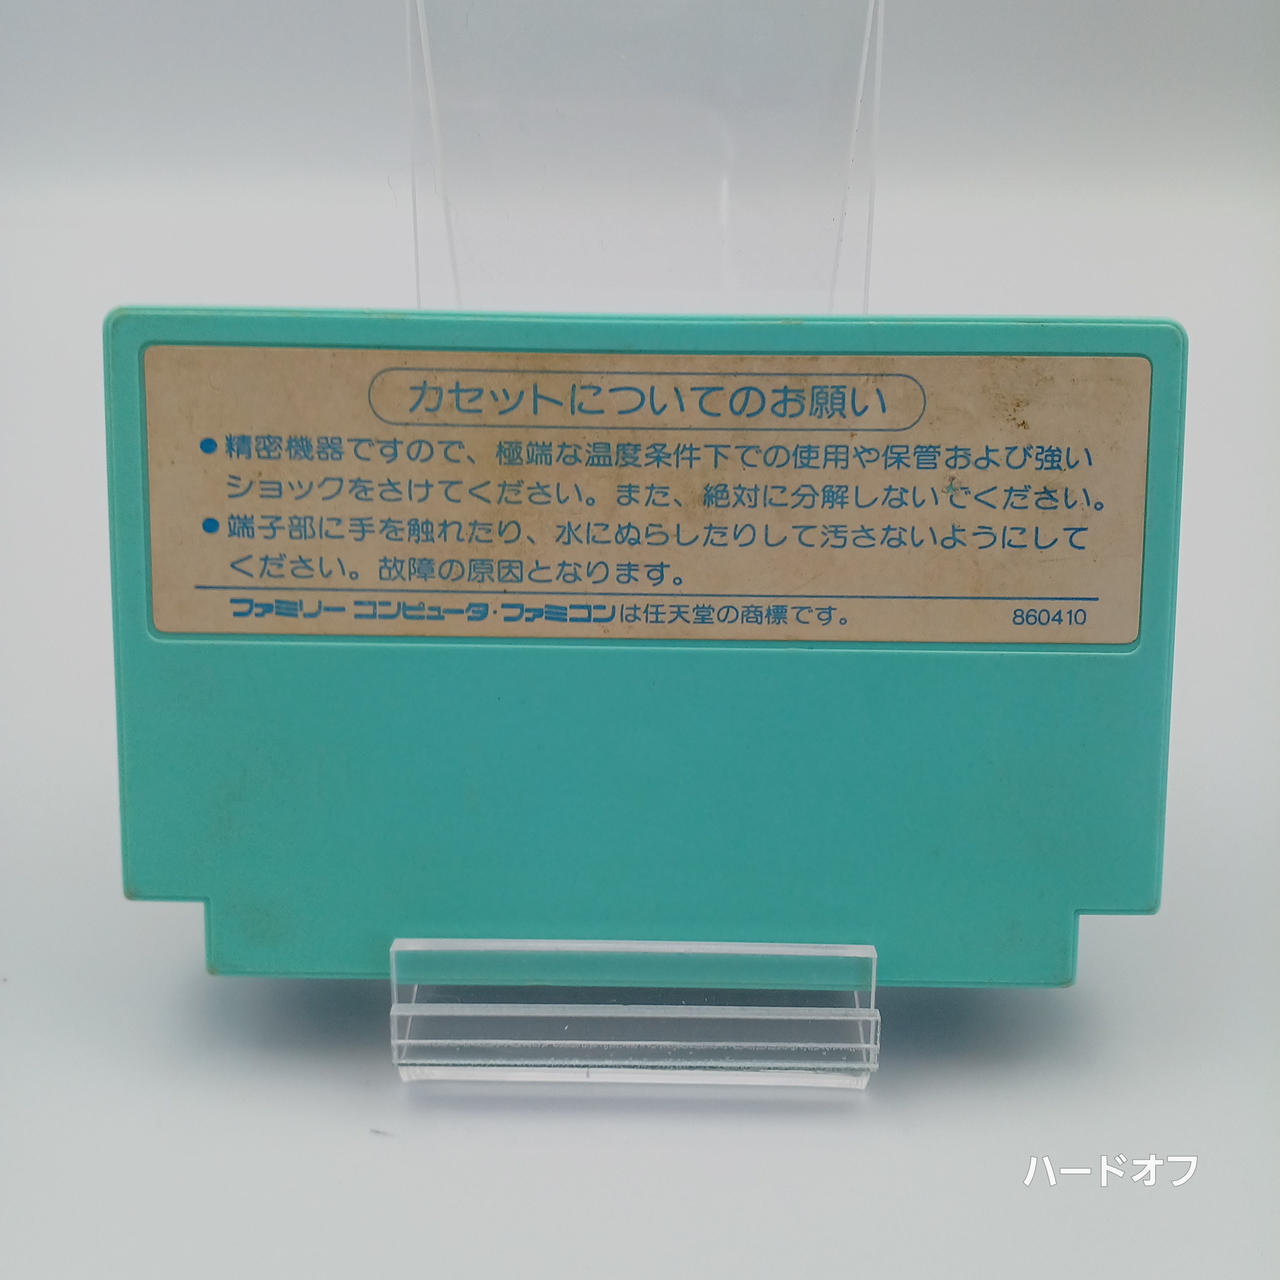 カセットについてのお願い
●精密機器ですので、極端な温度条件下での使用や保管および強い
ショックをさけてください。また、絶対に分解しないでください。
●端子部に手を触れたり、水にぬらしたりして汚さないようにして
ください。故障の原因となります。
ファミリー コンピュータ・ファミコンは任天堂の商標です。 860410
ハードオフ